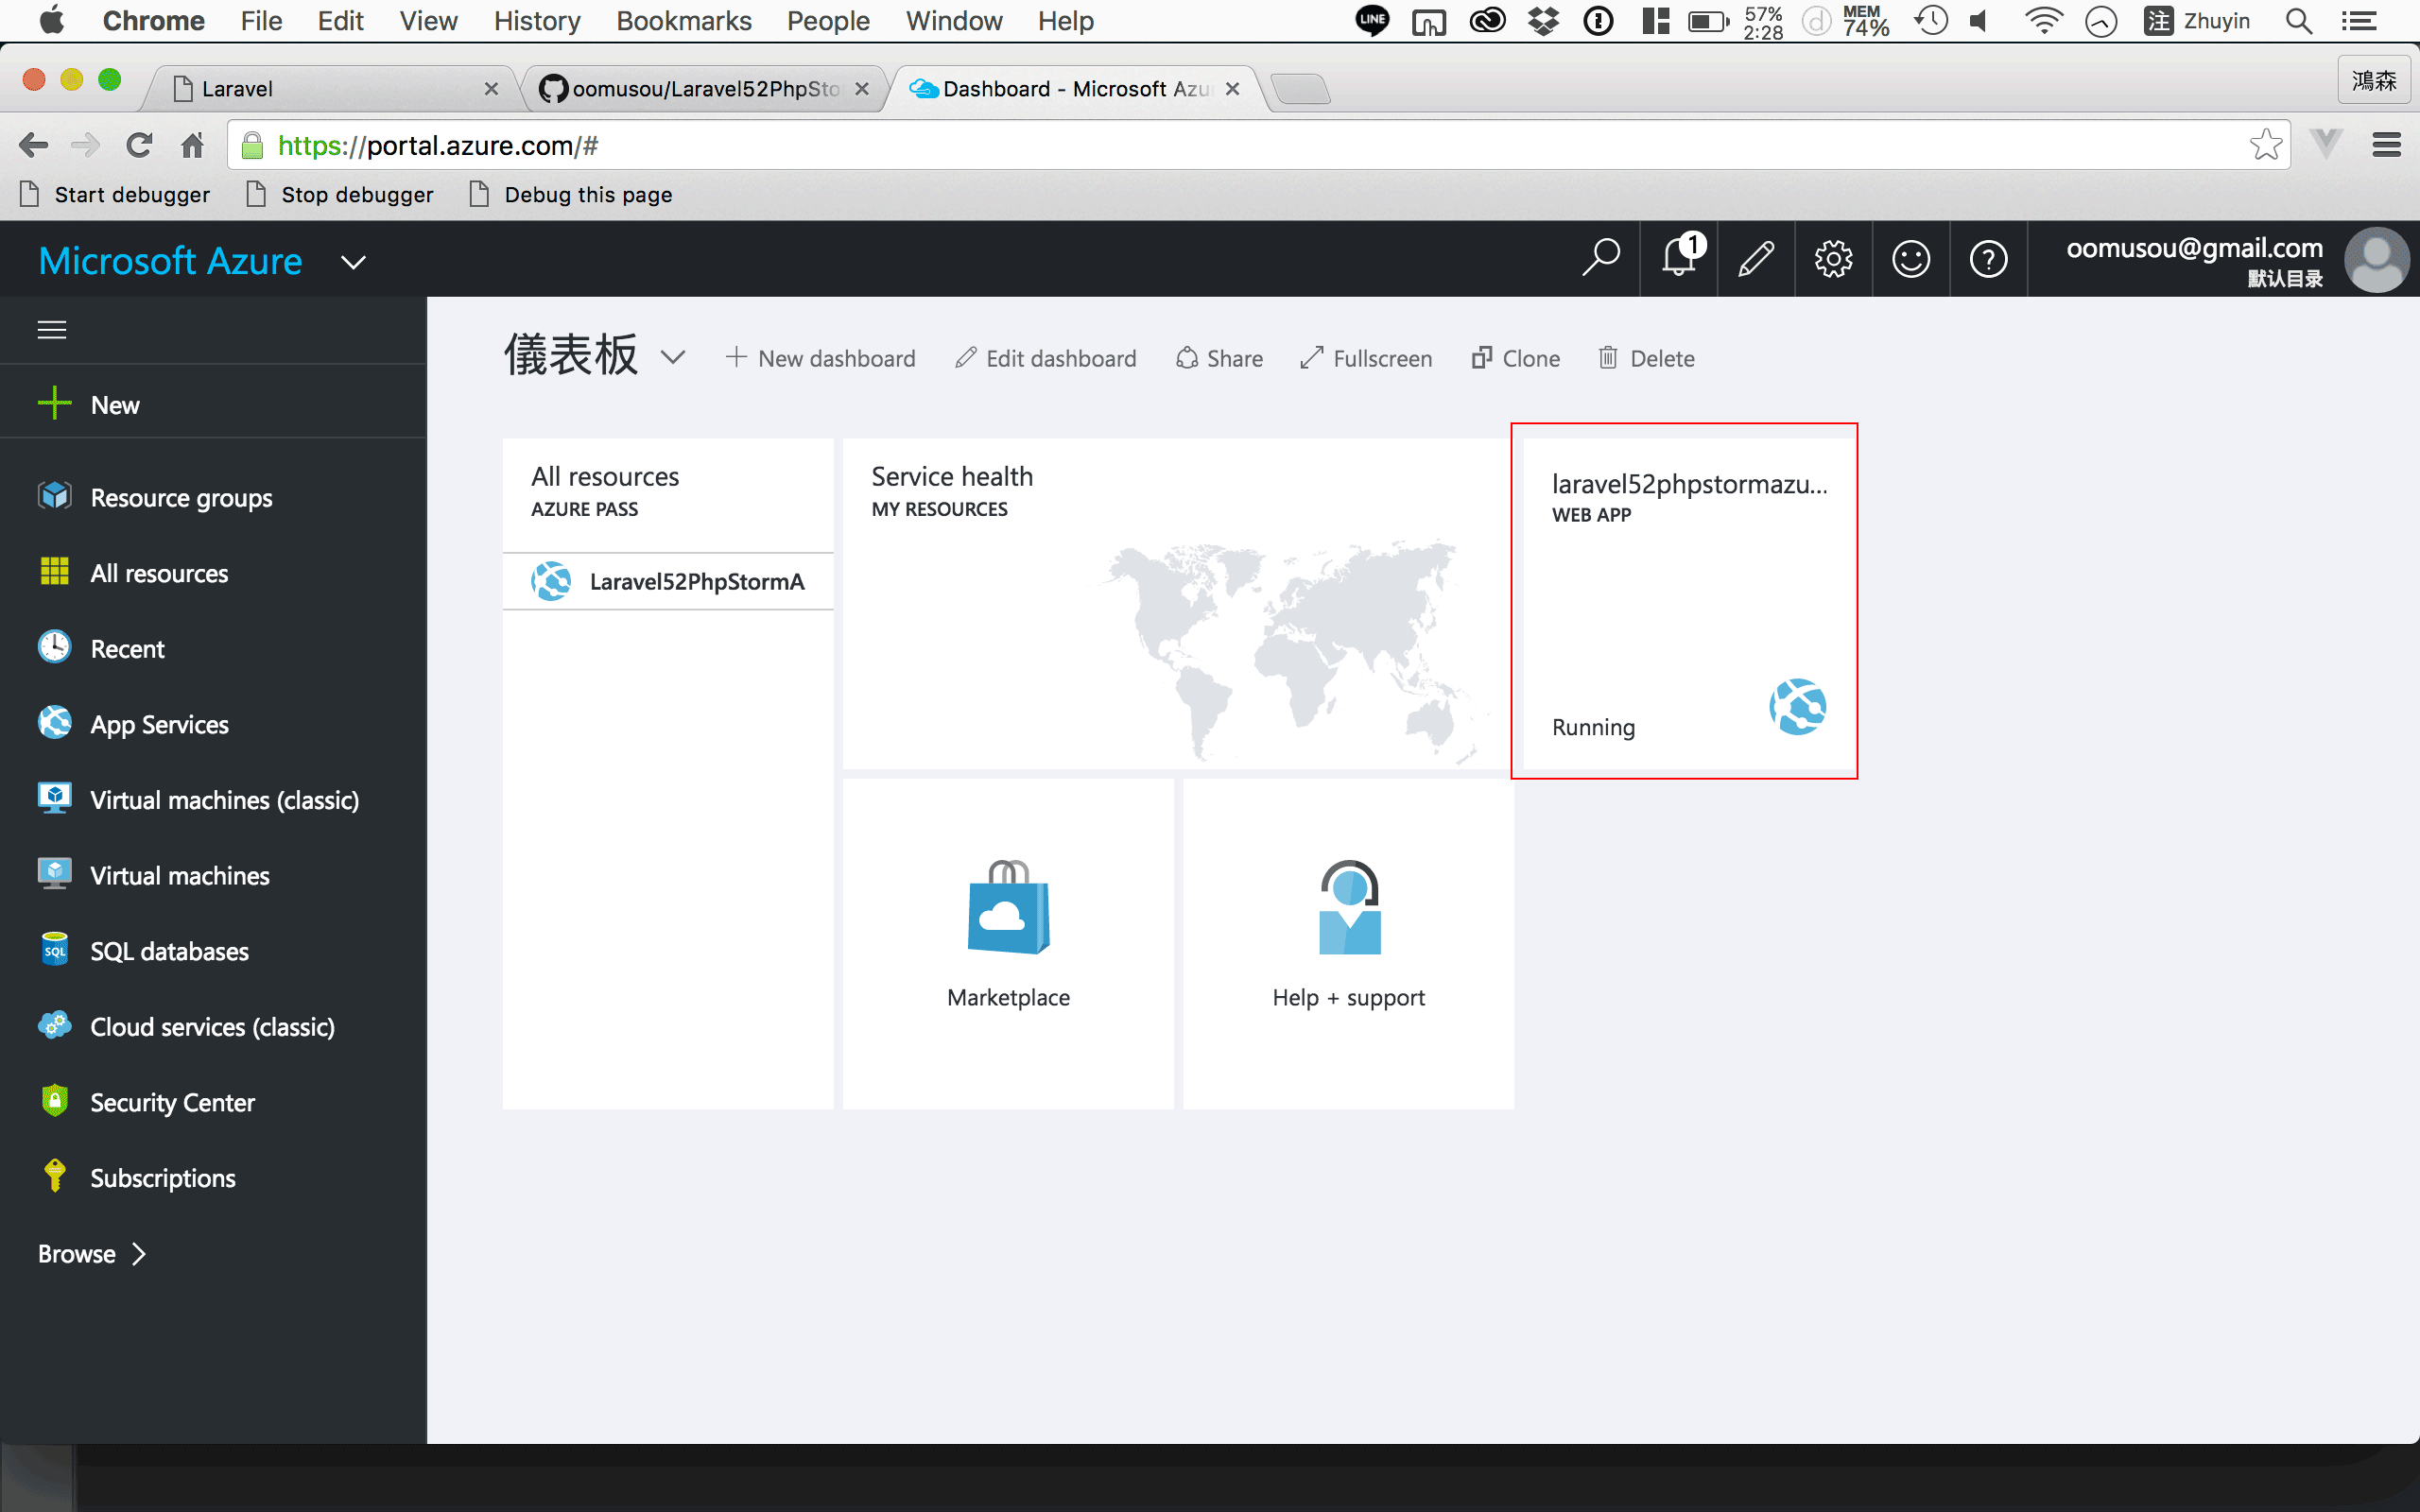 Chrome File Edit View History Bookmarks People Window Help LINE 57% 2:28 d MEM 74% 注 Zhuyin
Laravel
oomusou/Laravel52PhpSto
Dashboard - Microsoft Azu
鴻森
https://portal.azure.com/#
Start debugger Stop debugger Debug this page
Microsoft Azure
1
oomusou@gmail.com
默认目录
儀表板 New dashboard Edit dashboard Share Fullscreen Clone Delete
New
Resource groups
All resources
Recent
App Services
Virtual machines (classic)
Virtual machines
SQL
SQL databases
Cloud services (classic)
Security Center
Subscriptions
Browse
All resources
AZURE PASS
Laravel52PhpStormA
Service health
MY RESOURCES
laravel52phpstormazu...
WEB APP
Running
Marketplace
Help + support